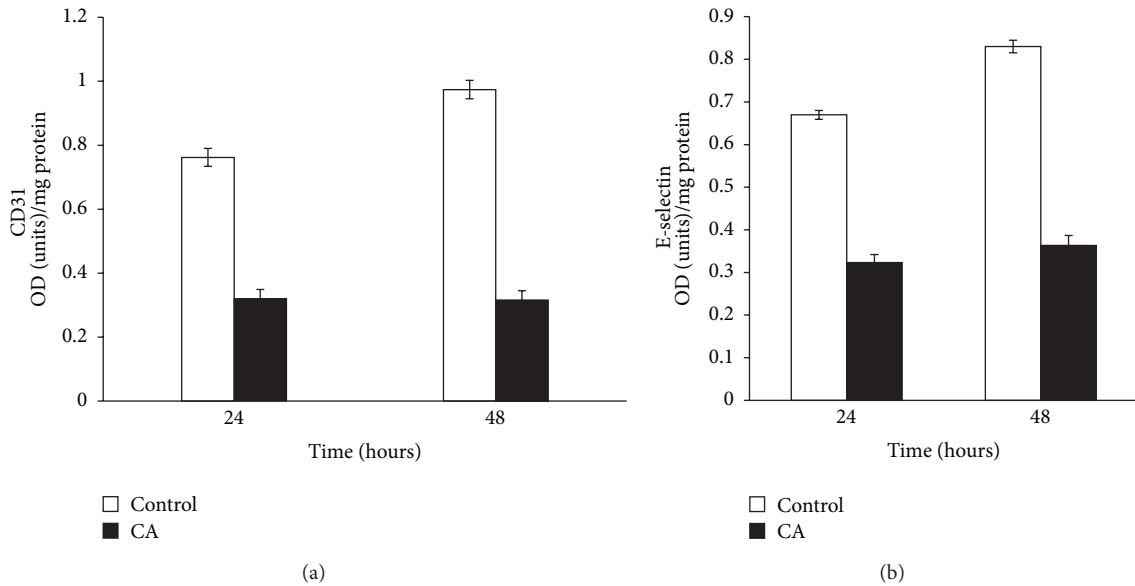 1.2
1
0.8
0.6
0.4
0.2
0
CD31
OD (units)/mg protein
24
48
Time (hours)
Control
CA
(a)
0.9
0.8
0.7
0.6
0.5
0.4
0.3
0.2
0.1
0
E-selectin
OD (units)/mg protein
24
48
Time (hours)
Control
CA
(b)